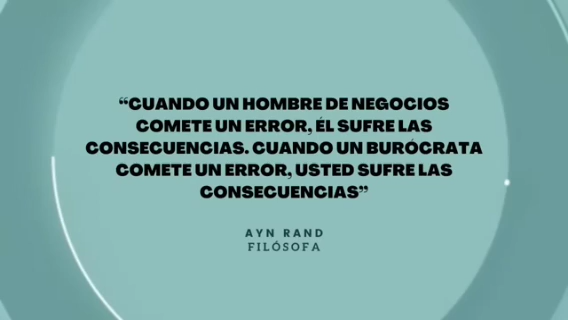 “CUANDO UN HOMBRE DE NEGOCIOS
COMETE UN ERROR, ÉL SUFRE LAS
CONSECUENCIAS. CUANDO UN BURÓCRATA
COMETE UN ERROR, USTED SUFRE LAS
CONSECUENCIAS”
AYN RAND
FILÓSOFA